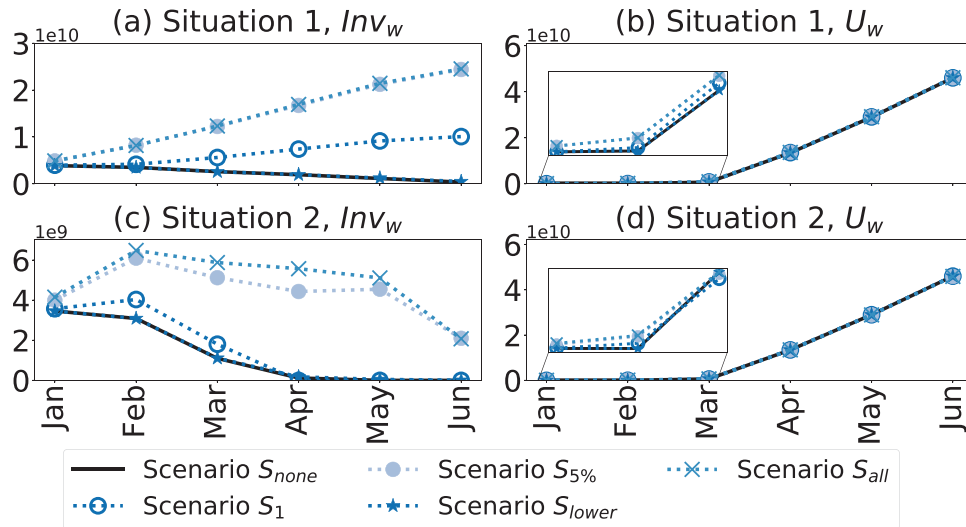 (a) Situation 1, Inv_w
(b) Situation 1, U_w
1e10
3
2
1
0
1e10
6
4
2
0
(c) Situation 2, Inv_w
(d) Situation 2, U_w
1e9
6
4
2
0
1e10
6
4
2
0
Jan Feb Mar Apr May Jun
Jan Feb Mar Apr May Jun
Scenario S_none
Scenario S_5%
Scenario S_all
Scenario S_1
Scenario S_lower